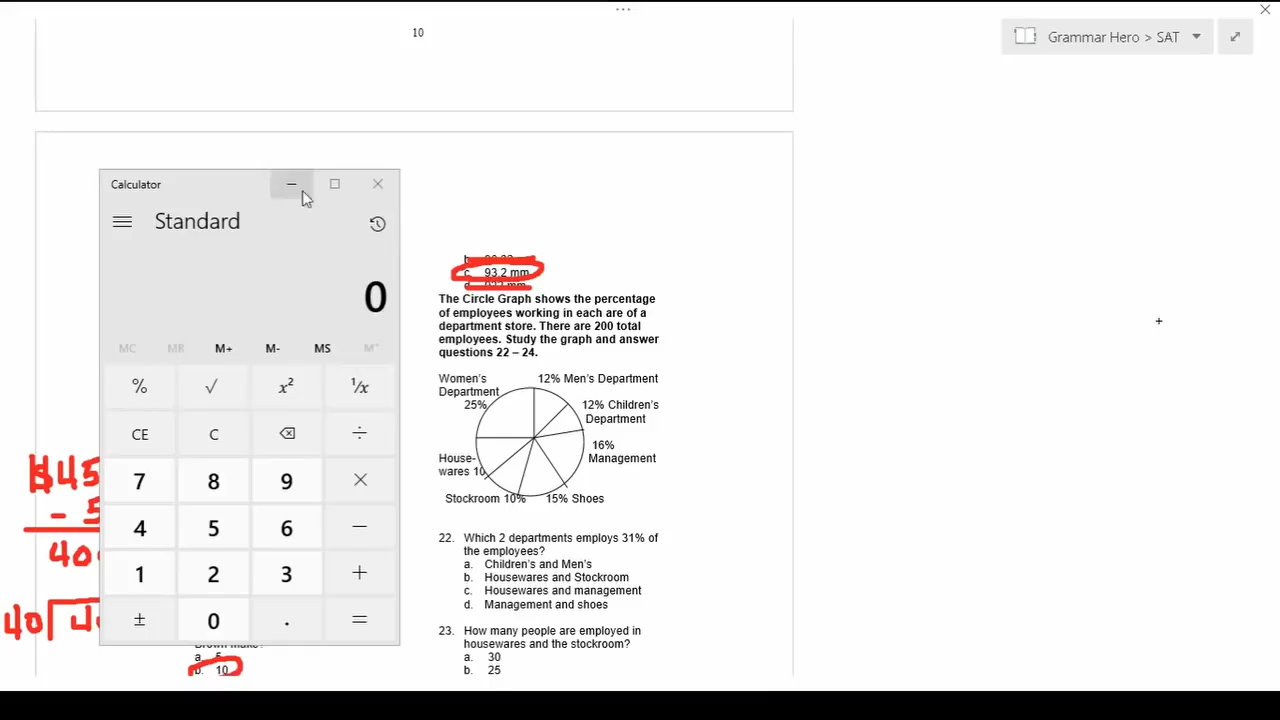 10
Grammar Hero > SAT
Calculator
Standard
0
MC MR M+ M- MS
% √ x² ¹/x
CE C ÷
7 8 9 ×
4 5 6 −
1 2 3 +
± 0 . =
$45
- 5
40
40
a. 5
b. 10
c. 93.2 mm
The Circle Graph shows the percentage
of employees working in each are of a
department store. There are 200 total
employees. Study the graph and answer
questions 22 – 24.
Women's
Department
25%
12% Men's Department
12% Children's
Department
16%
Management
House-
wares 10
Stockroom 10%
15% Shoes
22. Which 2 departments employs 31% of
the employees?
a. Children's and Men's
b. Housewares and Stockroom
c. Housewares and management
d. Management and shoes
23. How many people are employed in
housewares and the stockroom?
a. 30
b. 25